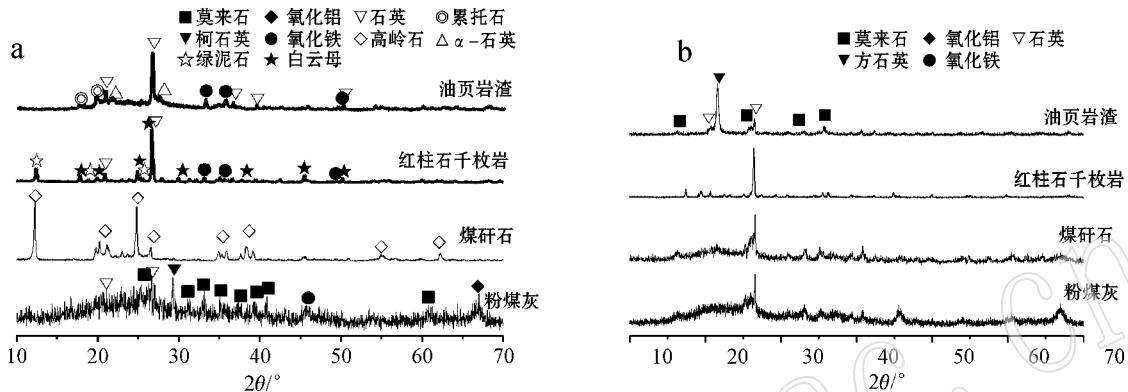 ■莫来石 ◆氧化铝 ▽石英 ◎累托石
▼柯石英 ●氧化铁 ◇高岭石 △α-石英
☆绿泥石 ★白云母
a
油页岩渣
红柱石千枚岩
煤矸石
粉煤灰
10 20 30 40 50 60 70
2θ/°
■莫来石 ◆氧化铝 ▽石英
▼方石英 ●氧化铁
b
油页岩渣
红柱石千枚岩
煤矸石
粉煤灰
10 20 30 40 50 60 70
2θ/°